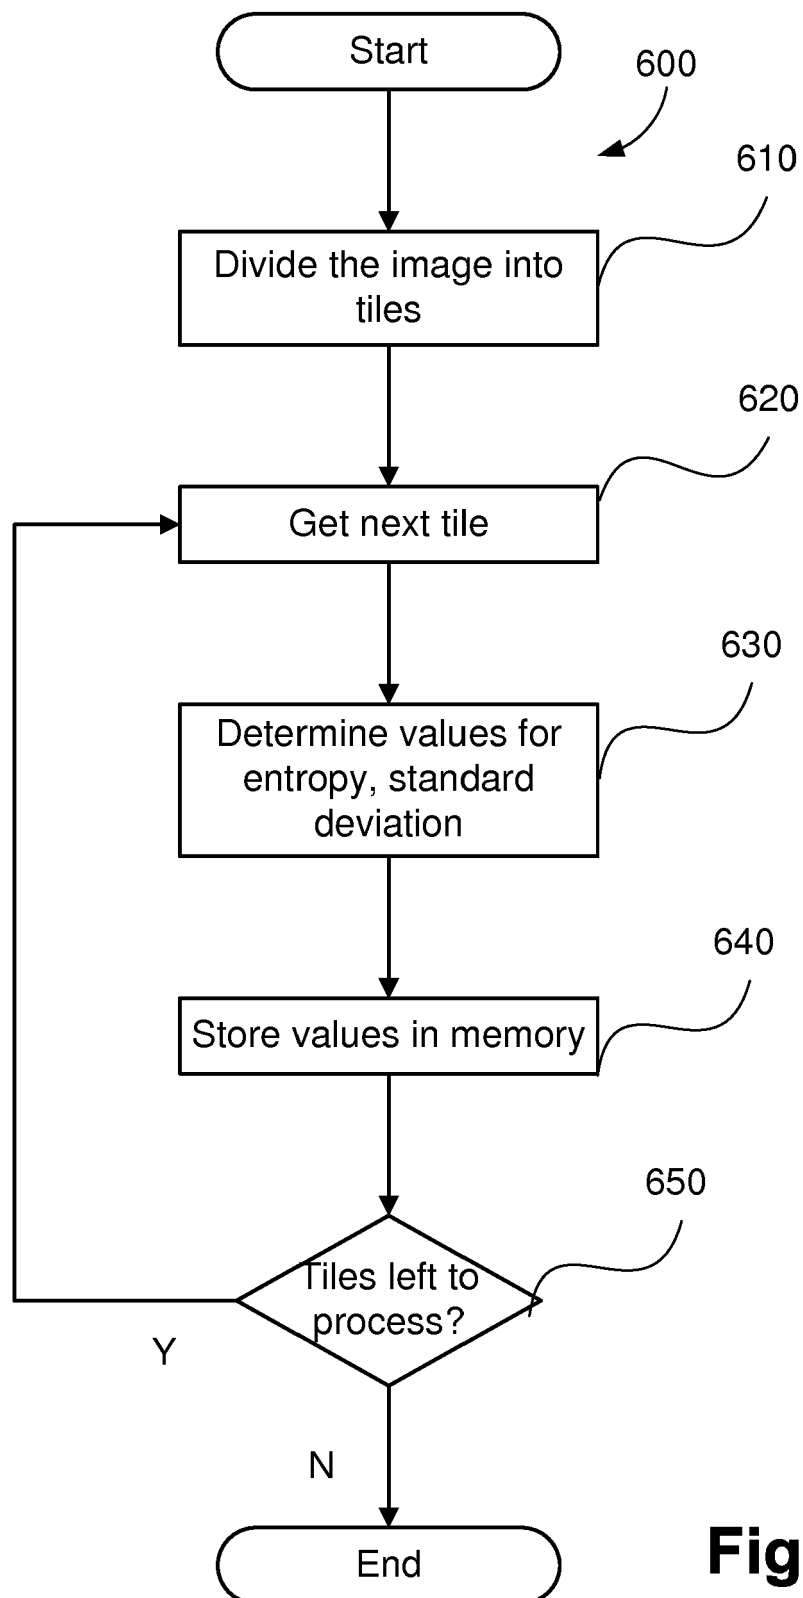 Start
600
610
Divide the image into
tiles
620
Get next tile
630
Determine values for
entropy, standard
deviation
640
Store values in memory
650
Tiles left to
process?
Y
N
End
Fig